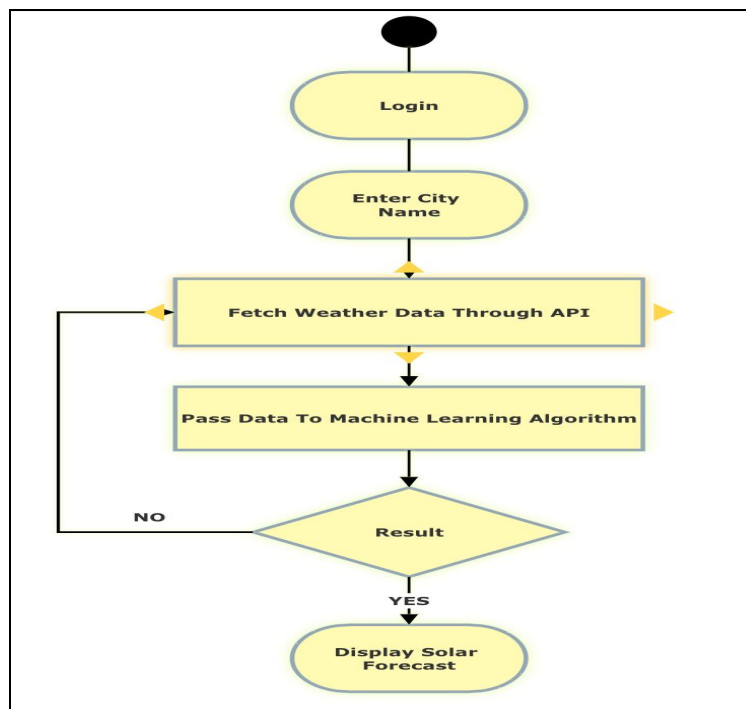 Login
Enter City
Name
Fetch Weather Data Through API
Pass Data To Machine Learning Algorithm
Result
NO
YES
Display Solar
Forecast